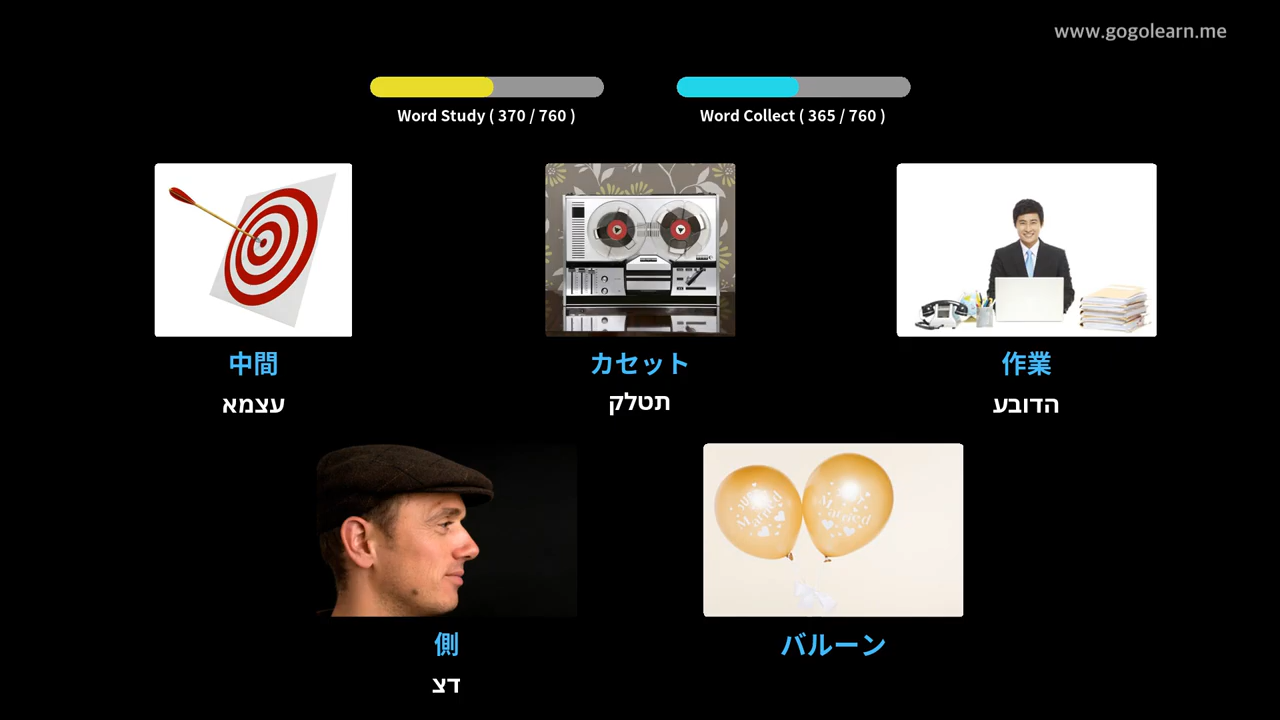 www.gogolearn.me
Word Study ( 370 / 760 )
Word Collect ( 365 / 760 )
中間
עצמא
カセット
תטלק
作業
הדובע
側
דצ
バルーン